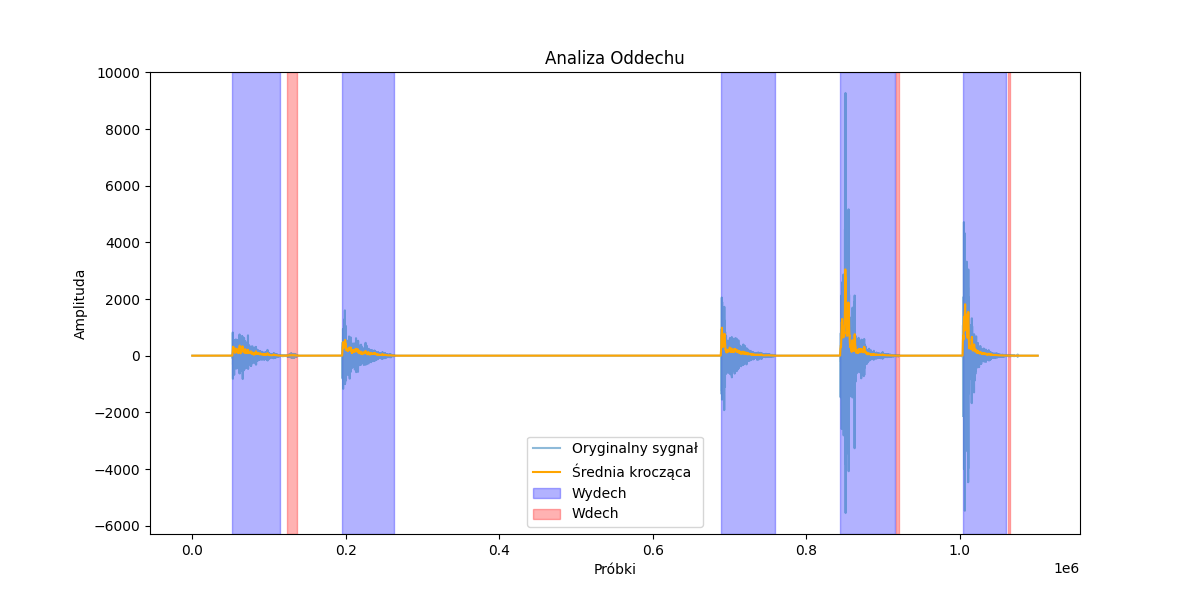 Analiza Oddechu
10000
8000
6000
4000
2000
0
−2000
−4000
−6000
Amplituda
Oryginalny sygnał
Średnia krocząca
Wydech
Wdech
0.0 0.2 0.4 0.6 0.8 1.0
1e6
Próbki